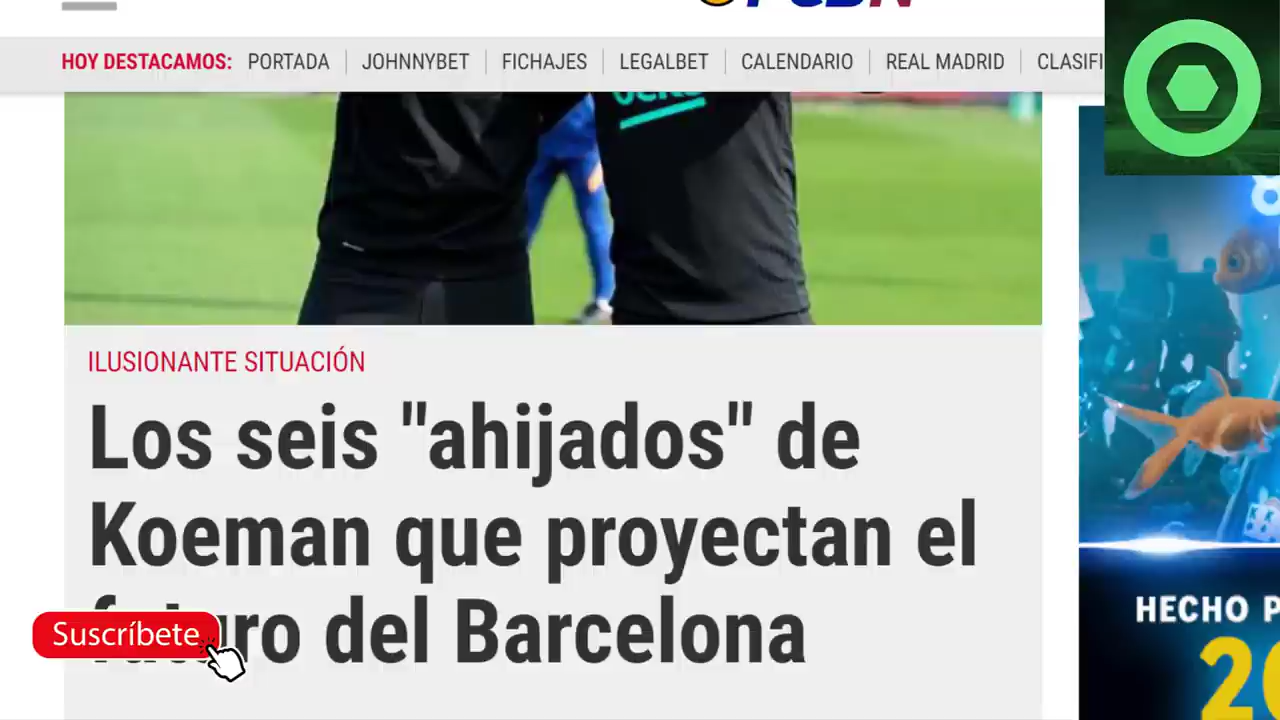 HOY DESTACAMOS: PORTADA JOHNNYBET FICHAJES LEGALBET CALENDARIO REAL MADRID
ILUSIONANTE SITUACIÓN
Los seis "ahijados" de
Koeman que proyectan el
del Barcelona
Suscríbete
HECHO